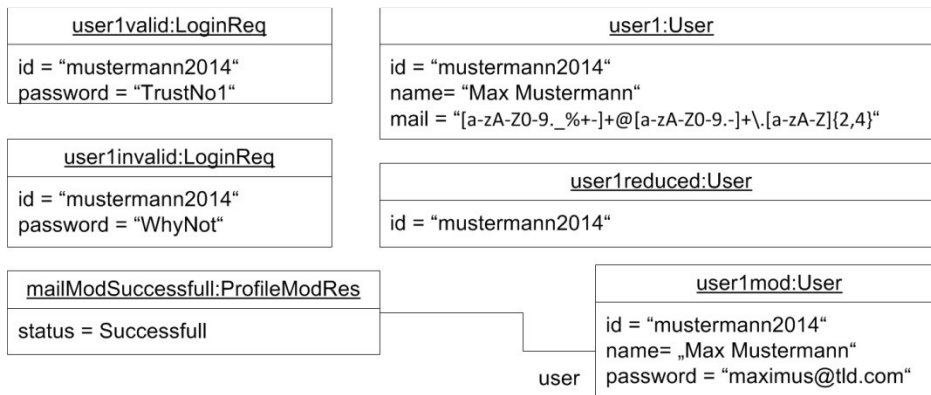 user1valid:LoginReq
id = “mustermann2014“
password = “TrustNo1“
user1:User
id = “mustermann2014“
name= “Max Mustermann“
mail = “[a-zA-Z0-9._%+-]+@[a-zA-Z0-9.-]+\.[a-zA-Z]{2,4}“
user1invalid:LoginReq
id = “mustermann2014“
password = “WhyNot“
user1reduced:User
id = “mustermann2014“
mailModSuccessfull:ProfileModRes
status = Successfull
user
user1mod:User
id = “mustermann2014“
name= „Max Mustermann“
password = “maximus@tld.com“